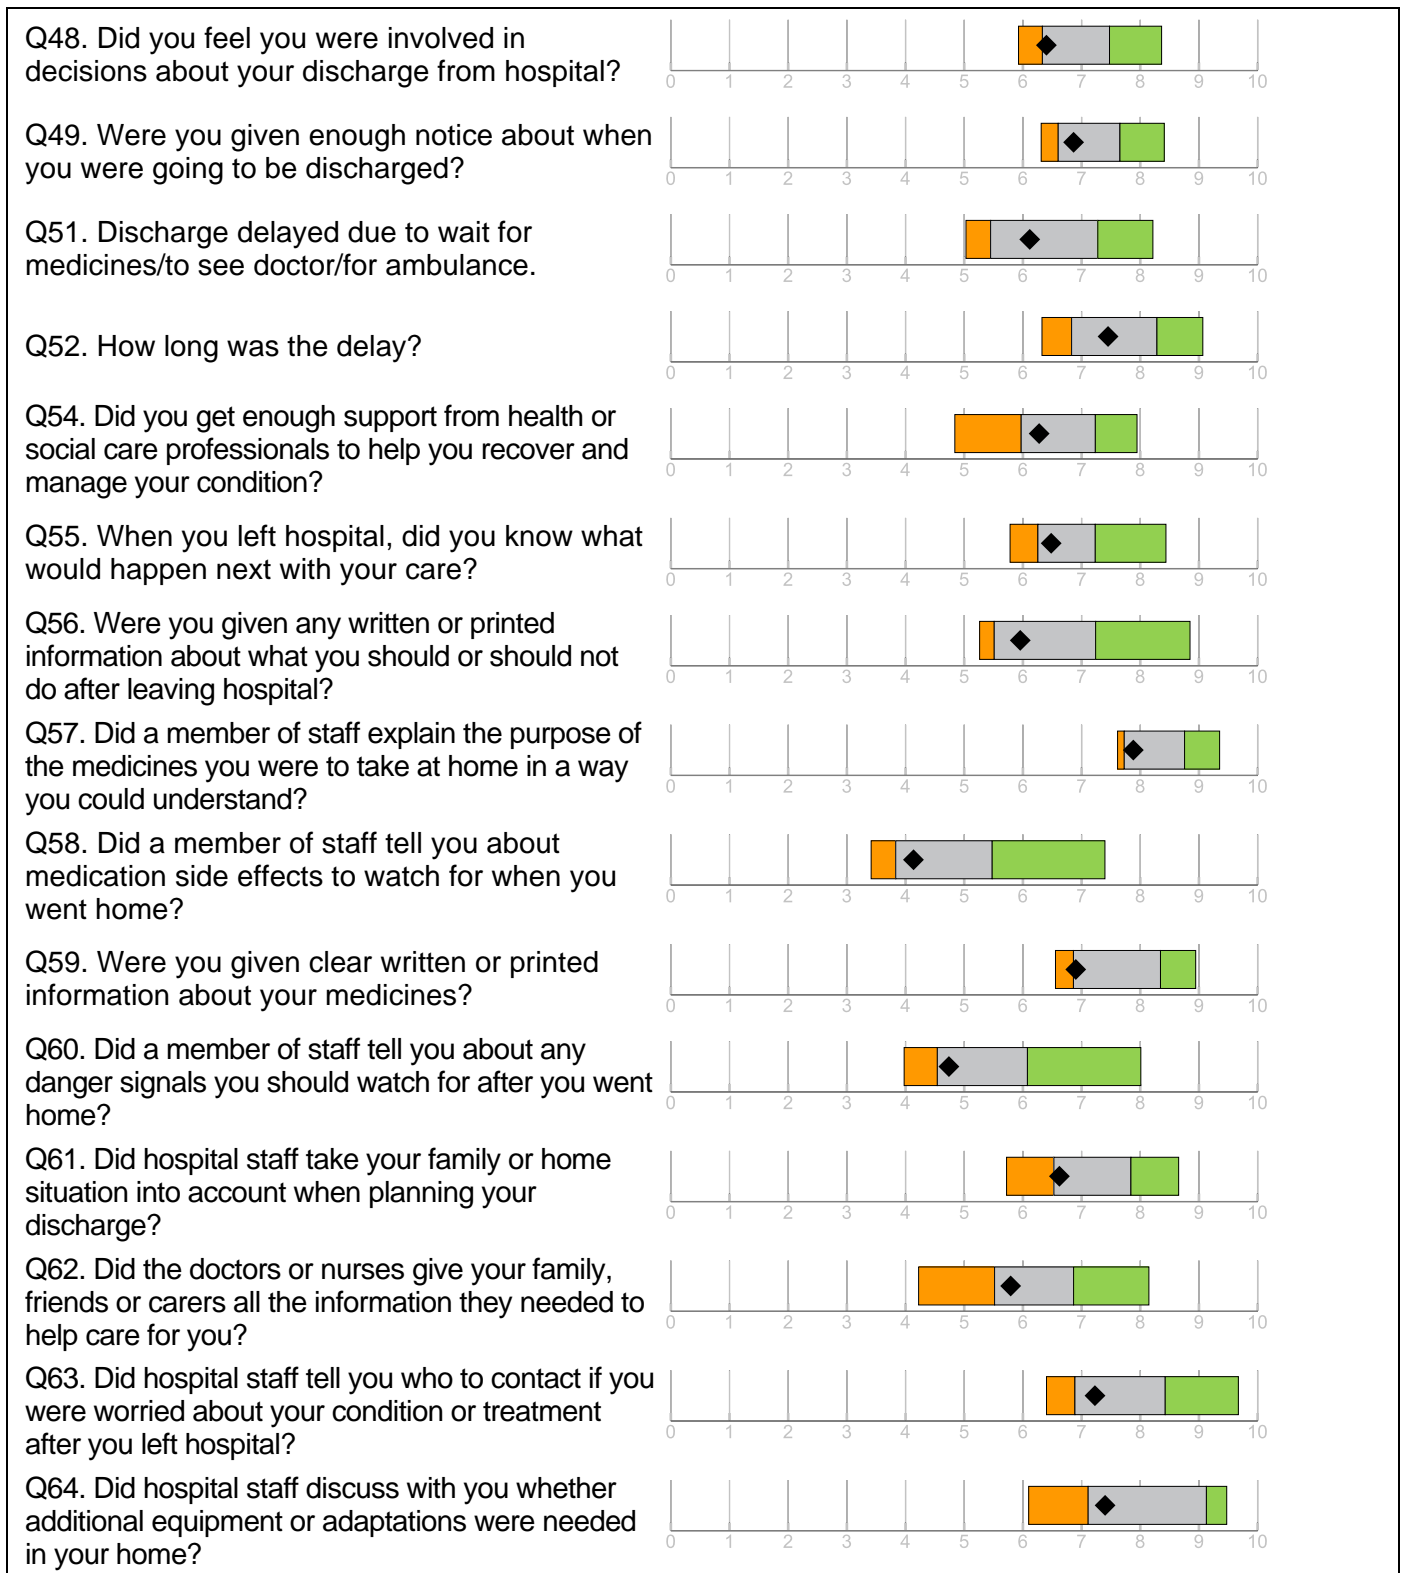 Q48. Did you feel you were involved in
decisions about your discharge from hospital?
0 1 2 3 4 5 6 7 8 9 10
Q49. Were you given enough notice about when
you were going to be discharged?
0 1 2 3 4 5 6 7 8 9 10
Q51. Discharge delayed due to wait for
medicines/to see doctor/for ambulance.
0 1 2 3 4 5 6 7 8 9 10
Q52. How long was the delay?
0 1 2 3 4 5 6 7 8 9 10
Q54. Did you get enough support from health or
social care professionals to help you recover and
manage your condition?
0 1 2 3 4 5 6 7 8 9 10
Q55. When you left hospital, did you know what
would happen next with your care?
0 1 2 3 4 5 6 7 8 9 10
Q56. Were you given any written or printed
information about what you should or should not
do after leaving hospital?
0 1 2 3 4 5 6 7 8 9 10
Q57. Did a member of staff explain the purpose of
the medicines you were to take at home in a way
you could understand?
0 1 2 3 4 5 6 7 8 9 10
Q58. Did a member of staff tell you about
medication side effects to watch for when you
went home?
0 1 2 3 4 5 6 7 8 9 10
Q59. Were you given clear written or printed
information about your medicines?
0 1 2 3 4 5 6 7 8 9 10
Q60. Did a member of staff tell you about any
danger signals you should watch for after you went
home?
0 1 2 3 4 5 6 7 8 9 10
Q61. Did hospital staff take your family or home
situation into account when planning your
discharge?
0 1 2 3 4 5 6 7 8 9 10
Q62. Did the doctors or nurses give your family,
friends or carers all the information they needed to
help care for you?
0 1 2 3 4 5 6 7 8 9 10
Q63. Did hospital staff tell you who to contact if you
were worried about your condition or treatment
after you left hospital?
0 1 2 3 4 5 6 7 8 9 10
Q64. Did hospital staff discuss with you whether
additional equipment or adaptations were needed
in your home?
0 1 2 3 4 5 6 7 8 9 10